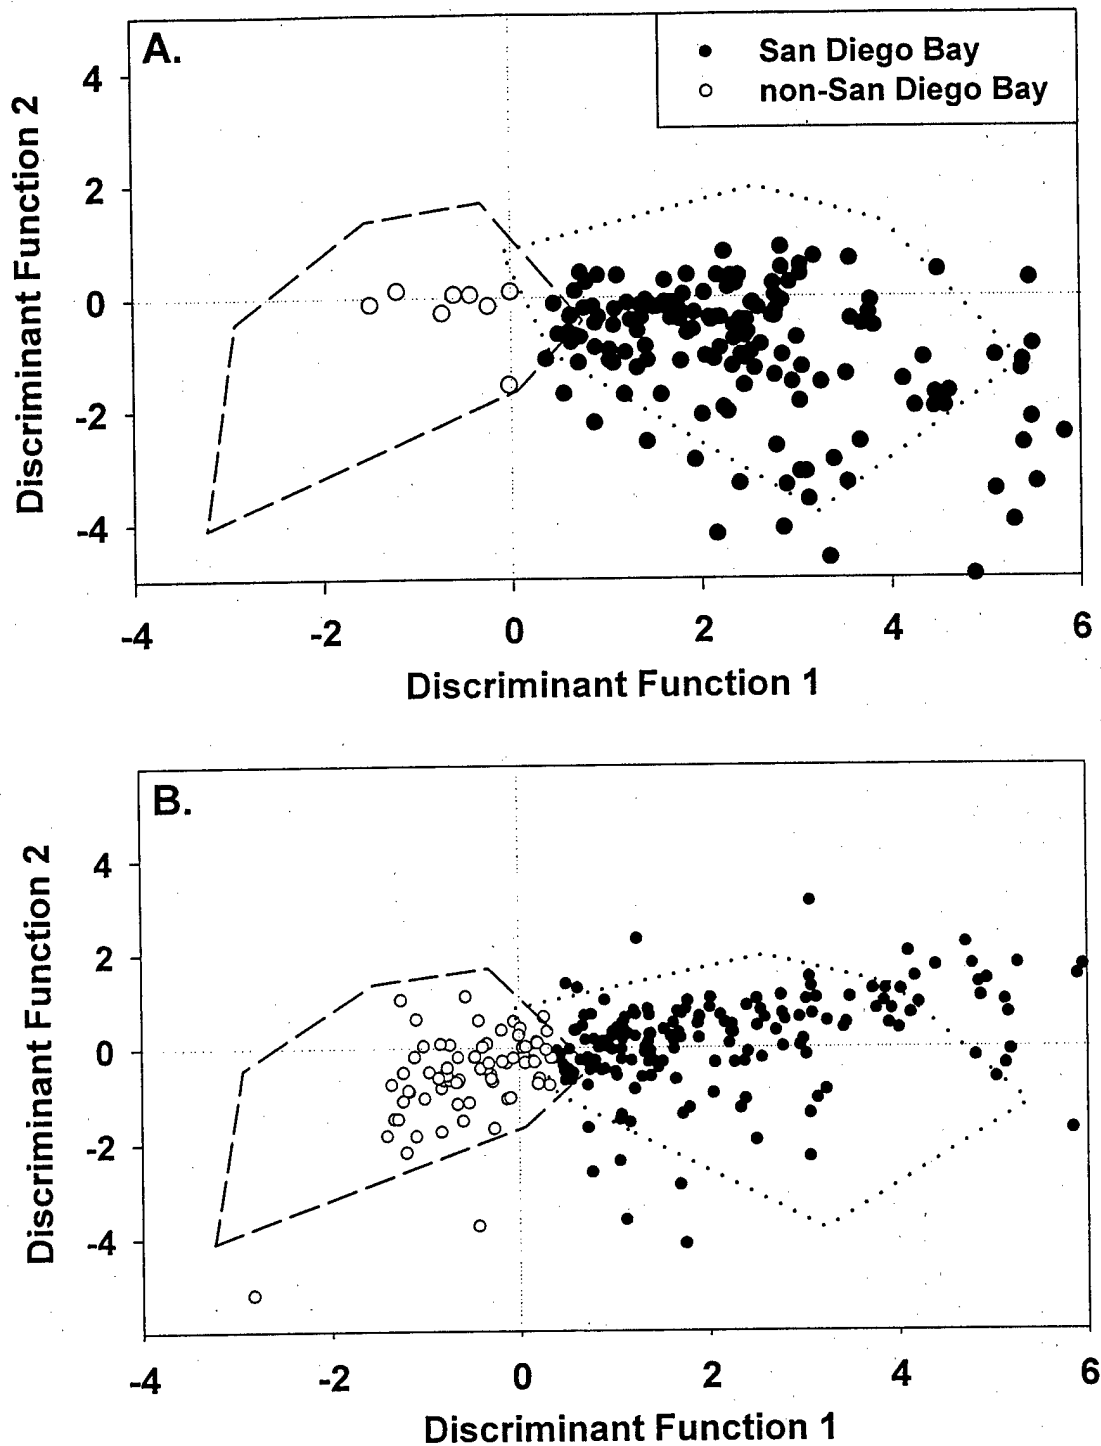 A.
San Diego Bay
non-San Diego Bay
Discriminant Function 2
4
2
0
-2
-4
-4 -2 0 2 4 6
Discriminant Function 1
B.
Discriminant Function 2
4
2
0
-2
-4
-4 -2 0 2 4 6
Discriminant Function 1